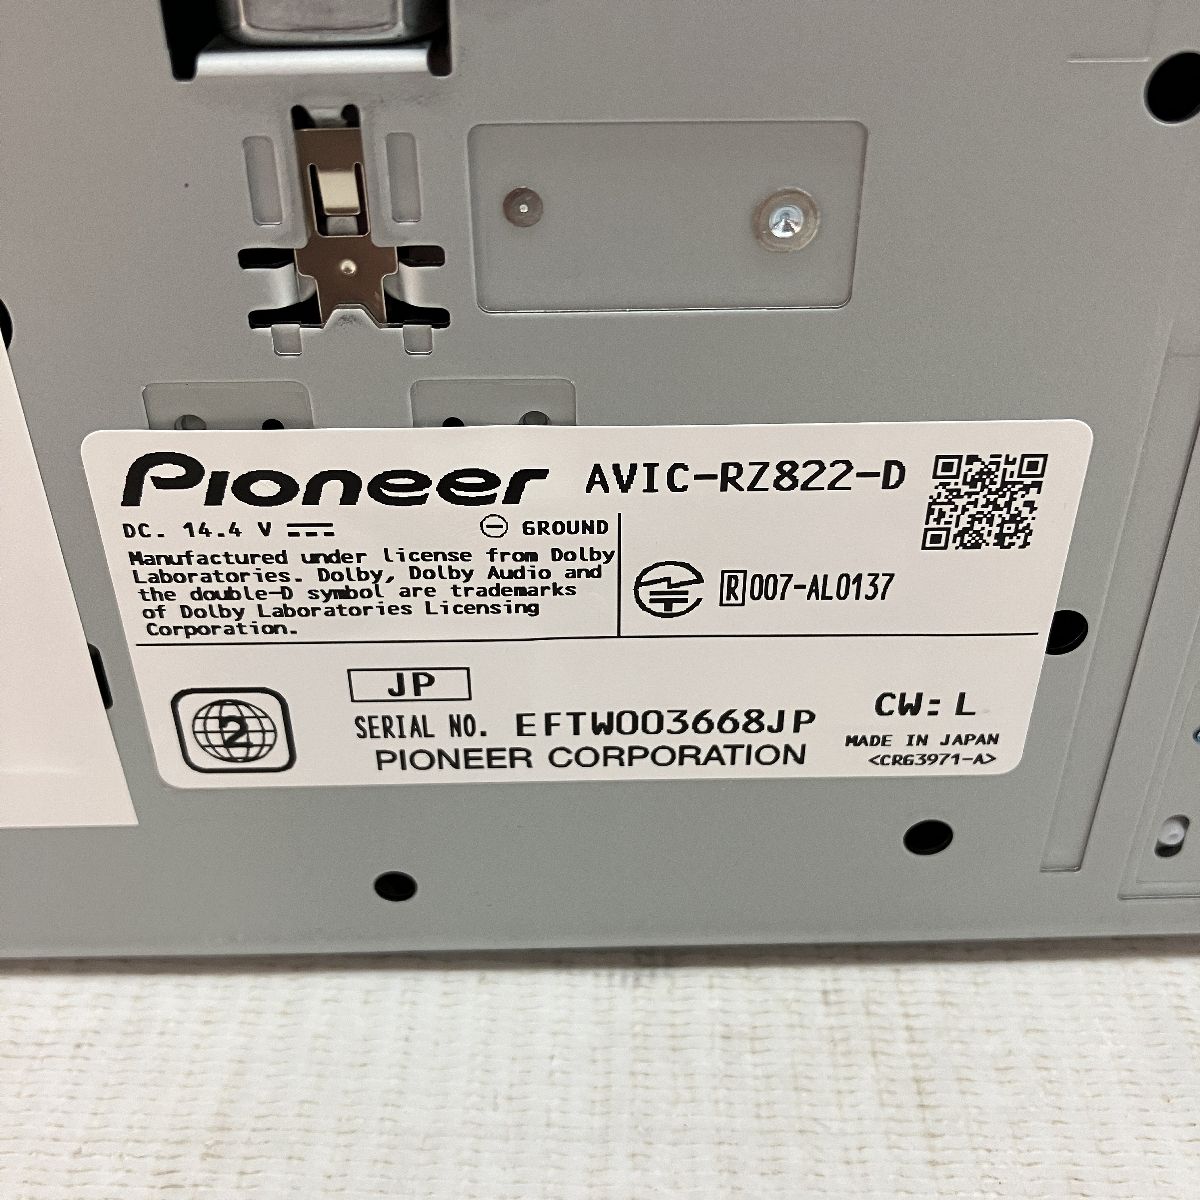 Pioneer AVIC-RZ822-D
DC. 14.4 V GROUND
Manufactured under license from Dolby
Laboratories. Dolby, Dolby Audio and
the double-D symbol are trademarks
of Dolby Laboratories Licensing
Corporation.
R 007-AL0137
2
JP
SERIAL NO. EFTW003668JP
PIONEER CORPORATION
CW: L
MADE IN JAPAN
<CRG3971-A>